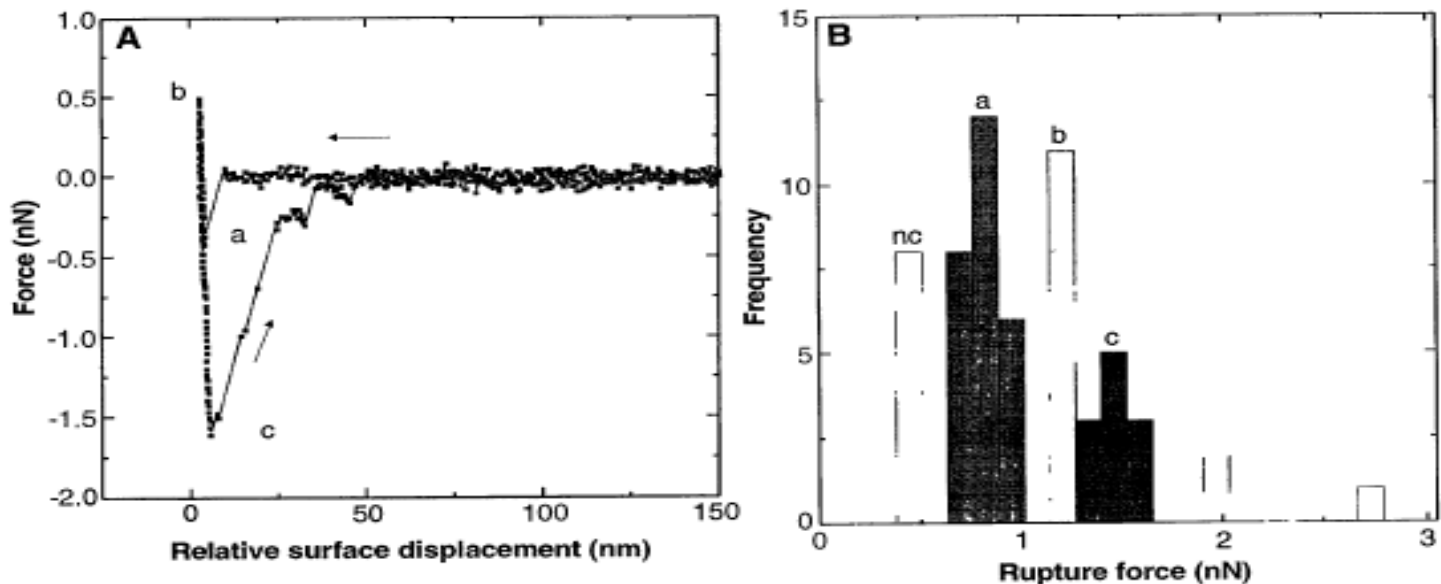 A
1.0
0.5
0.0
-0.5
-1.0
-1.5
-2.0
Force (nN)
b
a
c
0
50
100
150
Relative surface displacement (nm)
B
15
10
5
0
Frequency
nc
a
b
c
0
1
2
3
Rupture force (nN)